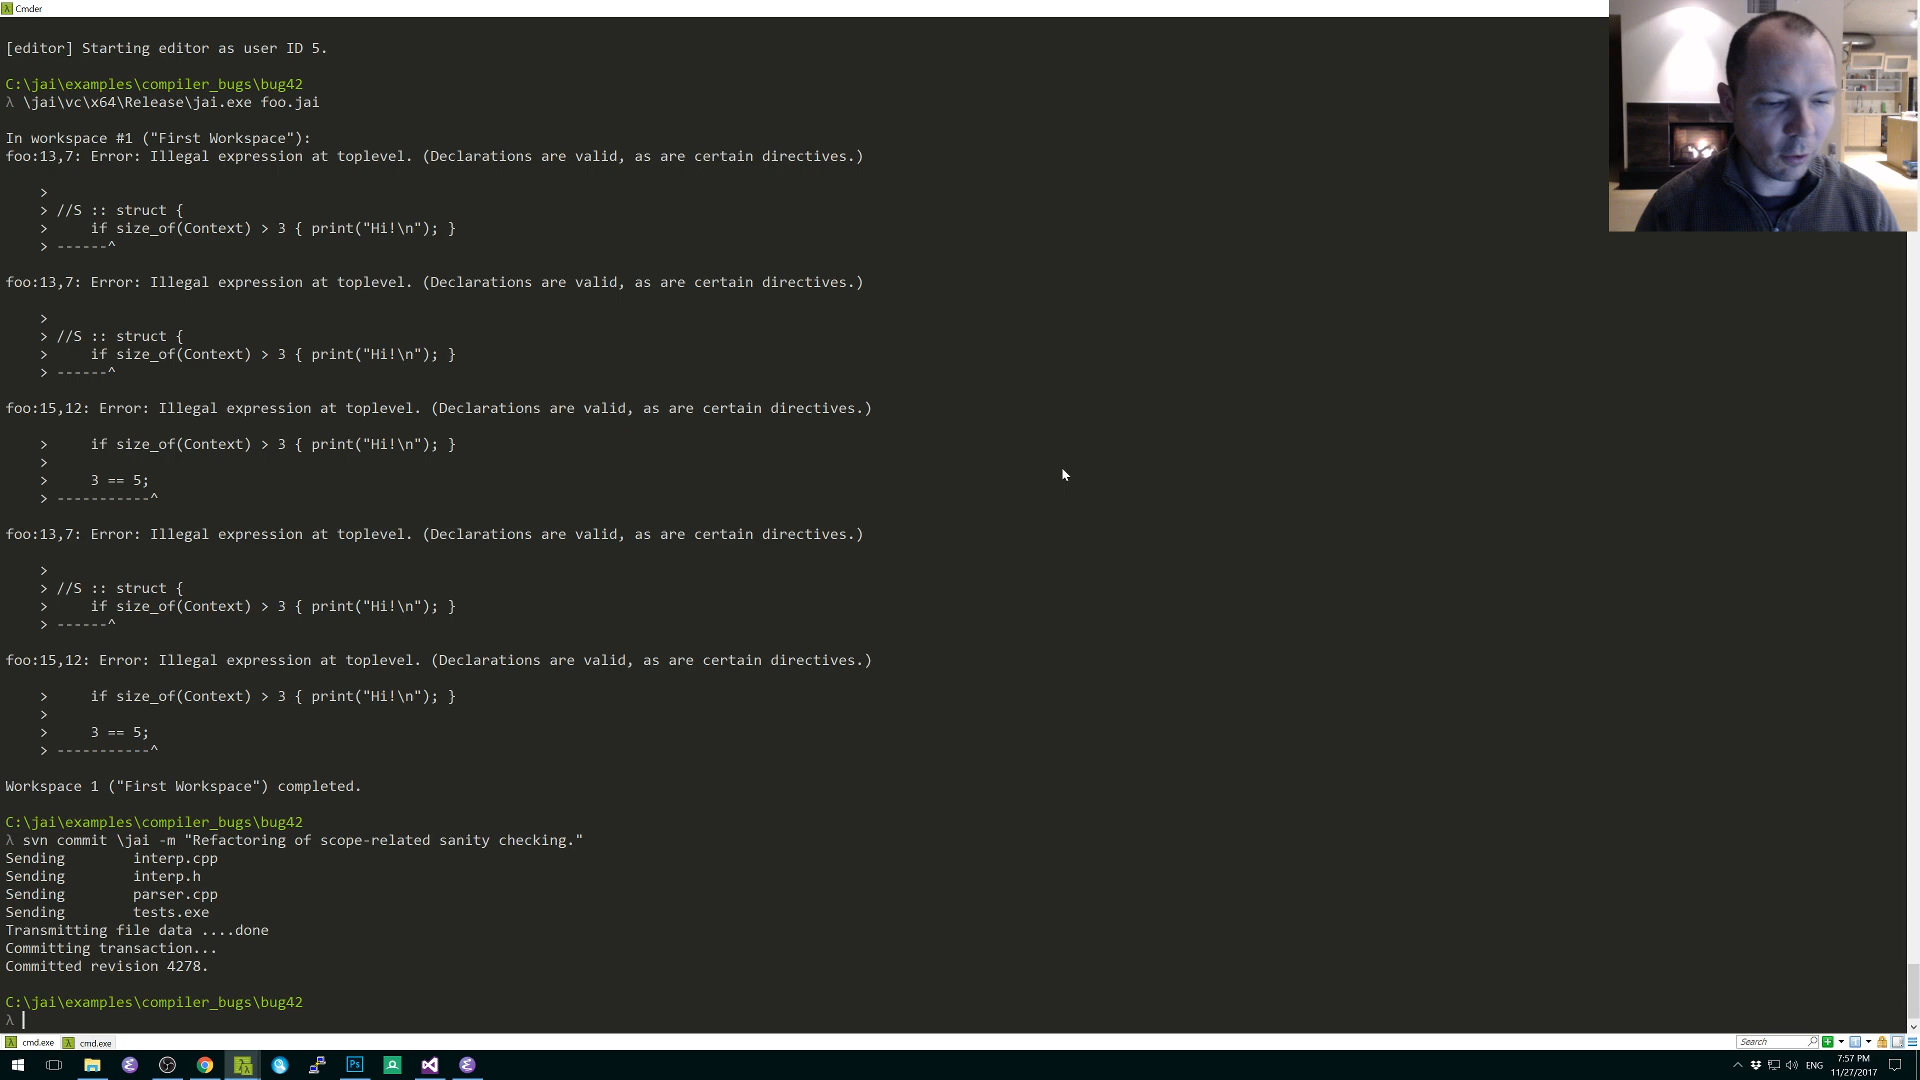 Cmder
[editor] Starting editor as user ID 5.
C:\jai\examples\compiler_bugs\bug42
λ \jai\vc\x64\Release\jai.exe foo.jai
In workspace #1 ("First Workspace"):
foo:13,7: Error: Illegal expression at toplevel. (Declarations are valid, as are certain directives.)
>
> //S :: struct {
>     if size_of(Context) > 3 { print("Hi!\n"); }
> ------^
foo:13,7: Error: Illegal expression at toplevel. (Declarations are valid, as are certain directives.)
>
> //S :: struct {
>     if size_of(Context) > 3 { print("Hi!\n"); }
> ------^
foo:15,12: Error: Illegal expression at toplevel. (Declarations are valid, as are certain directives.)
>     if size_of(Context) > 3 { print("Hi!\n"); }
>
>     3 == 5;
> -----------^
foo:13,7: Error: Illegal expression at toplevel. (Declarations are valid, as are certain directives.)
>
> //S :: struct {
>     if size_of(Context) > 3 { print("Hi!\n"); }
> ------^
foo:15,12: Error: Illegal expression at toplevel. (Declarations are valid, as are certain directives.)
>     if size_of(Context) > 3 { print("Hi!\n"); }
>
>     3 == 5;
> -----------^
Workspace 1 ("First Workspace") completed.
C:\jai\examples\compiler_bugs\bug42
λ svn commit \jai -m "Refactoring of scope-related sanity checking."
Sending        interp.cpp
Sending        interp.h
Sending        parser.cpp
Sending        tests.exe
Transmitting file data ....done
Committing transaction...
Committed revision 4278.
C:\jai\examples\compiler_bugs\bug42
λ
cmd.exe cmd.exe Search
Ps ENG 7:57 PM
11/27/2017